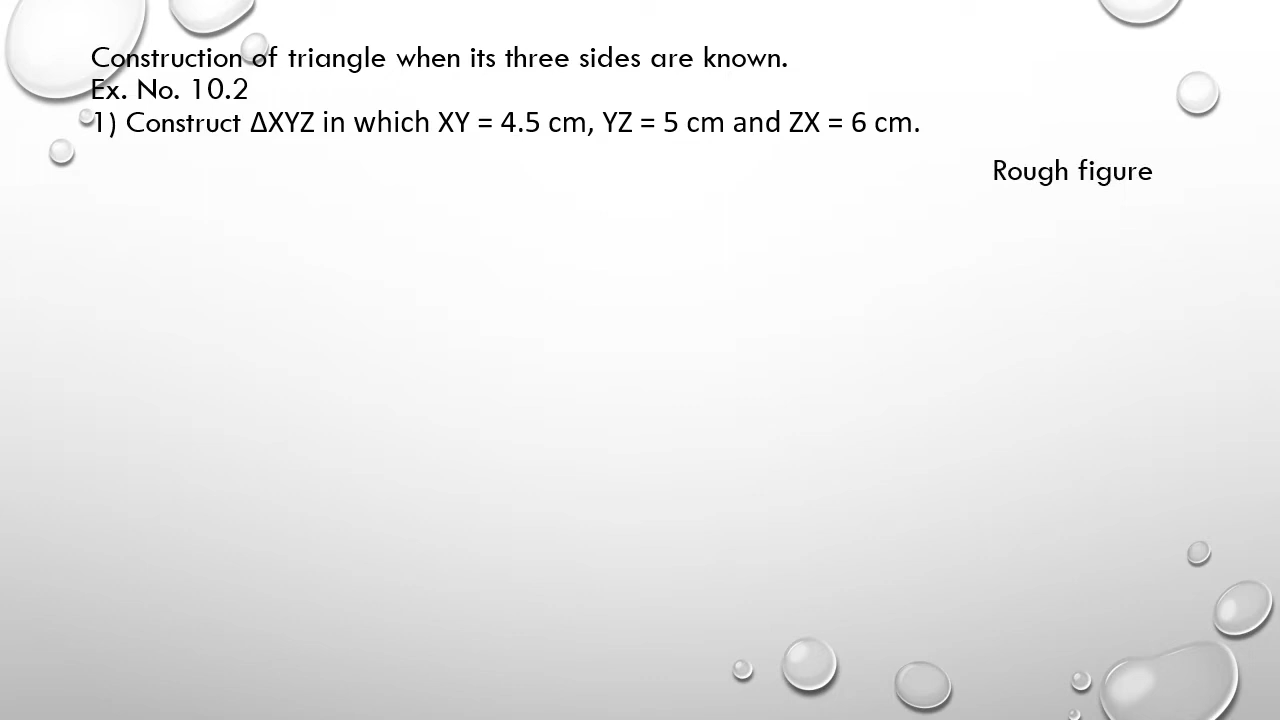 Construction of triangle when its three sides are known.
Ex. No. 10.2
1) Construct ΔXYZ in which XY = 4.5 cm, YZ = 5 cm and ZX = 6 cm.
Rough figure